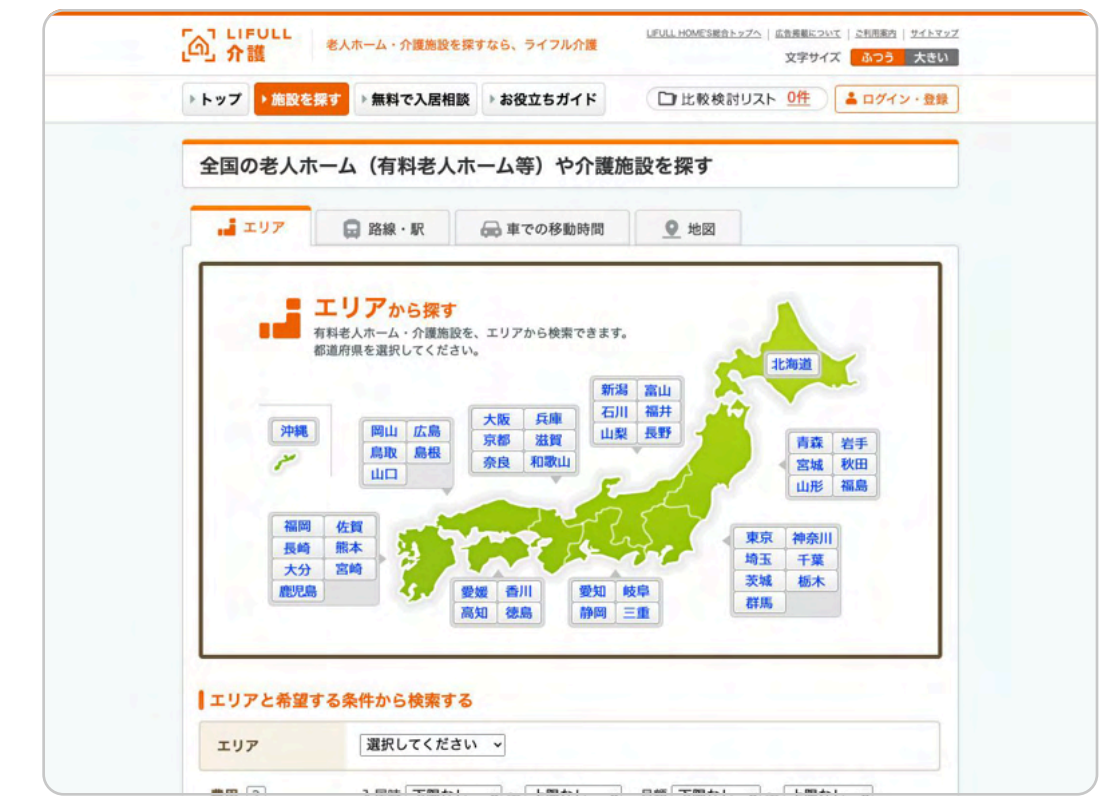 LIFULL 介護
老人ホーム・介護施設を探すなら、ライフル介護
LIFULL HOME'S総合トップへ 広告掲載について ご利用案内 サイトマップ
文字サイズ ふつう 大きい
トップ 施設を探す 無料で入居相談 お役立ちガイド 比較検討リスト 0件 ログイン・登録
全国の老人ホーム（有料老人ホーム等）や介護施設を探す
エリア 路線・駅 車での移動時間 地図
エリアから探す
有料老人ホーム・介護施設を、エリアから検索できます。
都道府県を選択してください。
北海道
新潟 富山
石川 福井
山梨 長野
大阪 兵庫
京都 滋賀
奈良 和歌山
岡山 広島
鳥取 島根
山口
沖縄
青森 岩手
宮城 秋田
山形 福島
福岡 佐賀
長崎 熊本
大分 宮崎
鹿児島
東京 神奈川
埼玉 千葉
茨城 栃木
群馬
愛媛 香川
高知 徳島
愛知 岐阜
静岡 三重
エリアと希望する条件から検索する
エリア 選択してください